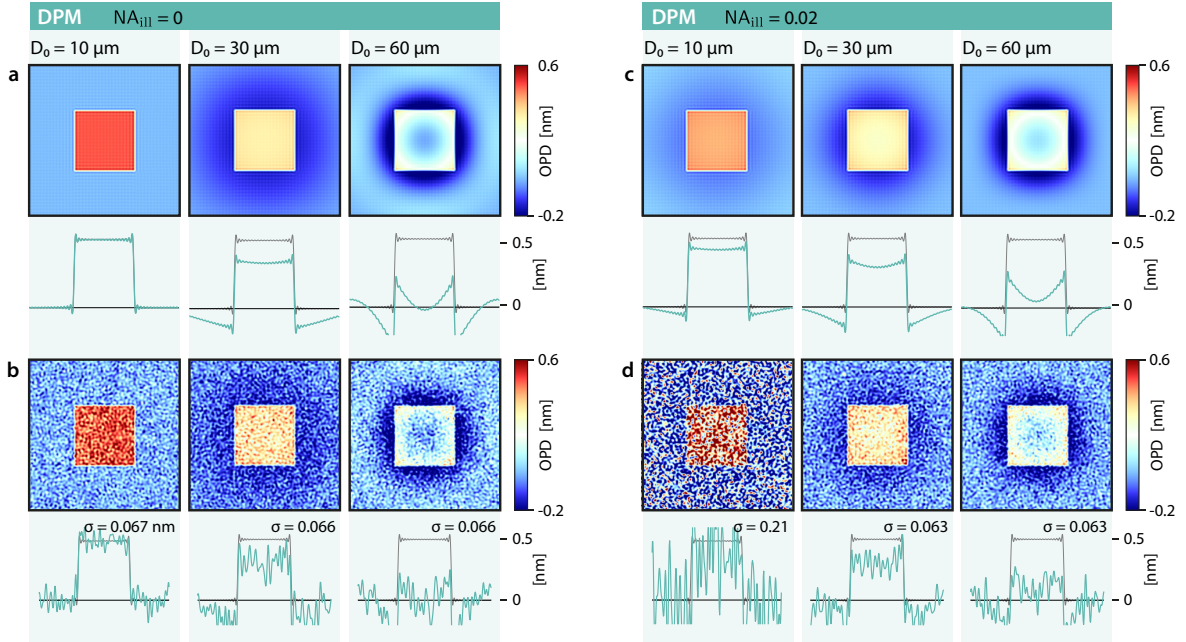 DPM NAill = 0
D₀ = 10 µm D₀ = 30 µm D₀ = 60 µm
a
0.6
OPD [nm]
-0.2
0.5
0
[nm]
b
0.6
OPD [nm]
-0.2
σ = 0.067 nm σ = 0.066 σ = 0.066
0.5
0
[nm]
DPM NAill = 0.02
D₀ = 10 µm D₀ = 30 µm D₀ = 60 µm
c
0.6
OPD [nm]
-0.2
0.5
0
[nm]
d
0.6
OPD [nm]
-0.2
σ = 0.21 σ = 0.063 σ = 0.063
0.5
0
[nm]